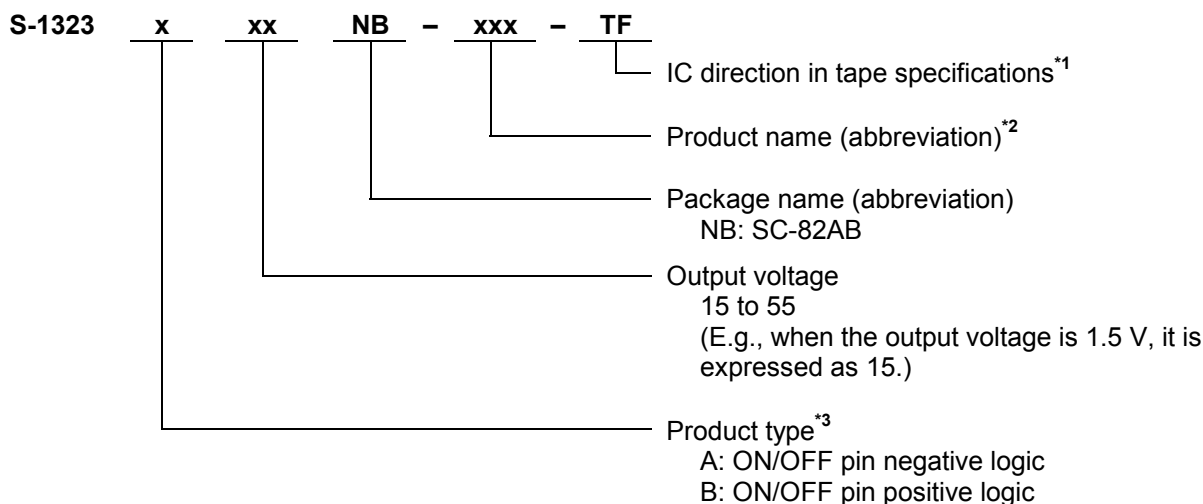 S-1323 x xx NB – xxx – TF
IC direction in tape specifications*1
Product name (abbreviation)*2
Package name (abbreviation)
NB: SC-82AB
Output voltage
15 to 55
(E.g., when the output voltage is 1.5 V, it is
expressed as 15.)
Product type*3
A: ON/OFF pin negative logic
B: ON/OFF pin positive logic